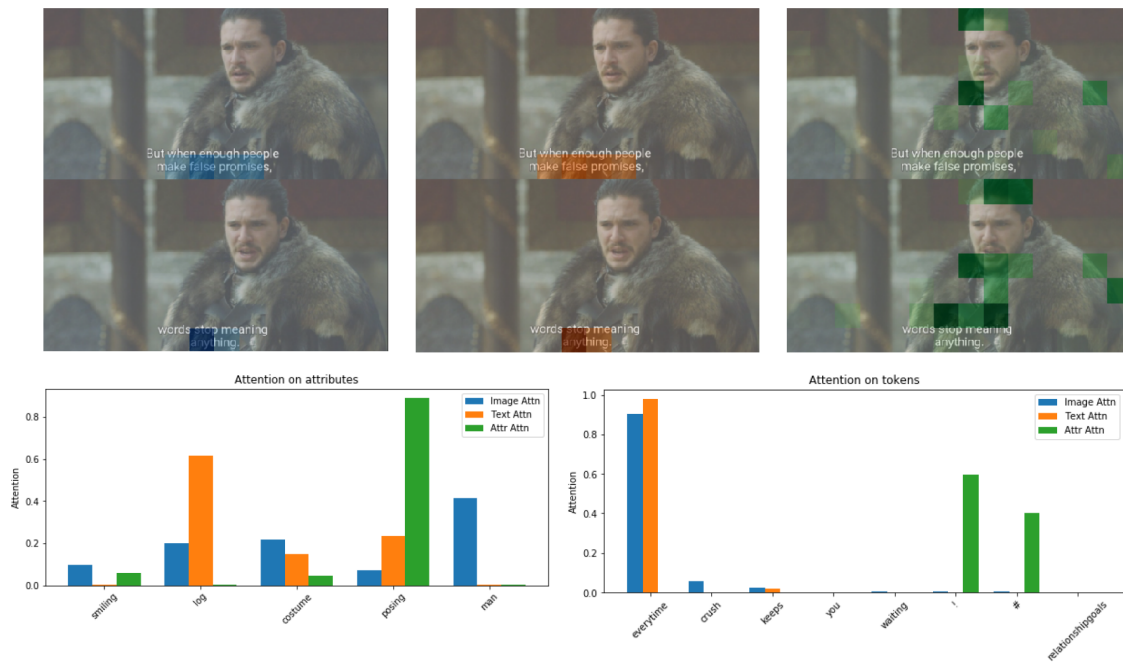 But when enough people
make false promises,
But when enough people
make false promises,
But when enough people
make false promises,
words stop meaning
anything.
words stop meaning
anything.
words stop meaning
anything.
Attention on attributes
Image Attn
Text Attn
Attr Attn
Attention
0.8
0.6
0.4
0.2
0.0
smiling
log
costume
posing
man
Attention on tokens
Image Attn
Text Attn
Attr Attn
Attention
1.0
0.8
0.6
0.4
0.2
0.0
everytime
crush
keeps
you
waiting
!
#
relationshipgoals